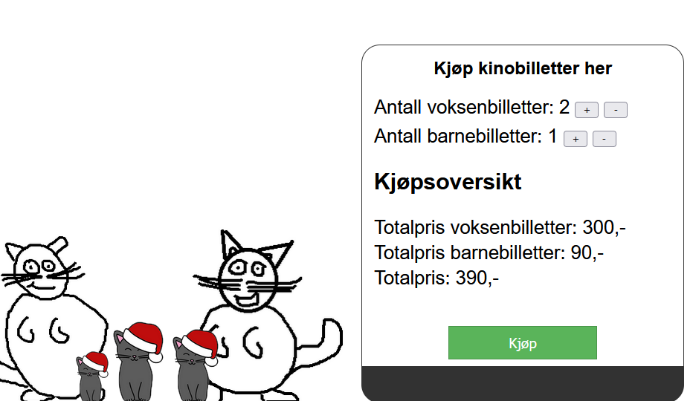 Kjøp kinobilletter her
Antall voksenbilletter: 2 + -
Antall barnebilletter: 1 + -
Kjøpsoversikt
Totalpris voksenbilletter: 300,-
Totalpris barnebilletter: 90,-
Totalpris: 390,-
Kjøp